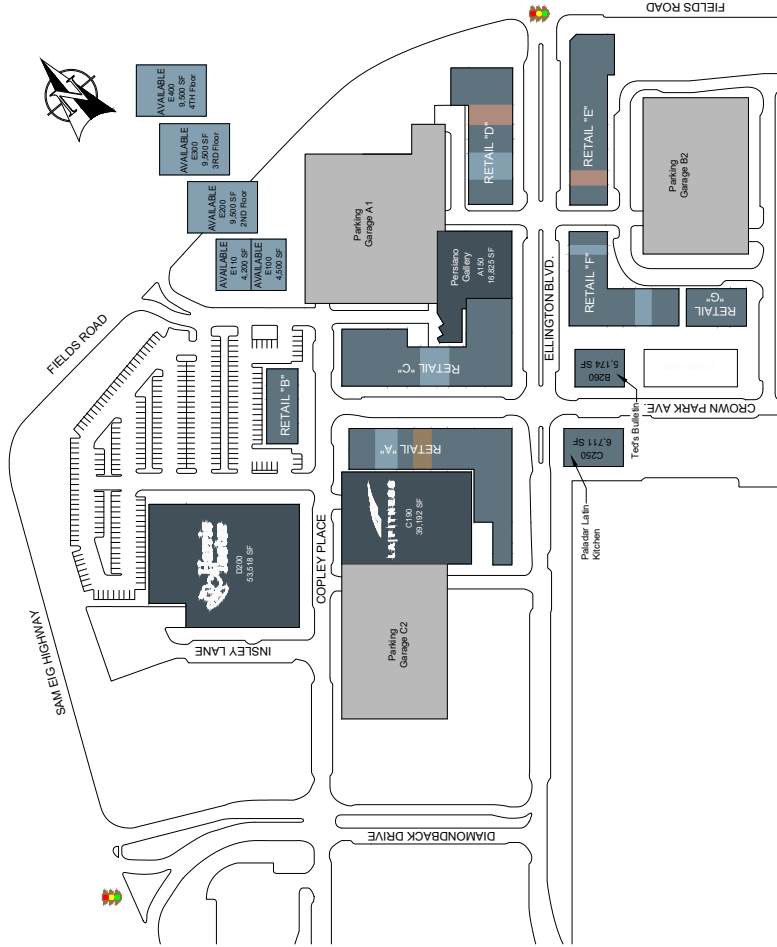 FIELDS ROAD
AVAILABLE
E400
9,500 SF
4TH Floor
AVAILABLE
E300
9,500 SF
3RD Floor
AVAILABLE
E200
9,500 SF
2ND Floor
AVAILABLE
E110
4,200 SF
AVAILABLE
E100
4,500 SF
N
Parking
Garage A1
RETAIL "D"
RETAIL "E"
Parking
Garage B2
Persiano
Gallery
A150
16,825 SF
ELLINGTON BLVD.
RETAIL "F"
RETAIL
"G"
FIELDS ROAD
RETAIL "B"
RETAIL "C"
B260
5,174 SF
CROWN PARK AVE.
Ted's Bulletin
RETAIL "A"
C250
6,711
SF
Paladar Latin
Kitchen
LA|FITNESS
C190
39,192 SF
Harris
Teeter
D200
53,518 SF
COPLEY PLACE
INSLEY LANE
Parking
Garage C2
SAM EIG HIGHWAY
DIAMONDBACK DRIVE